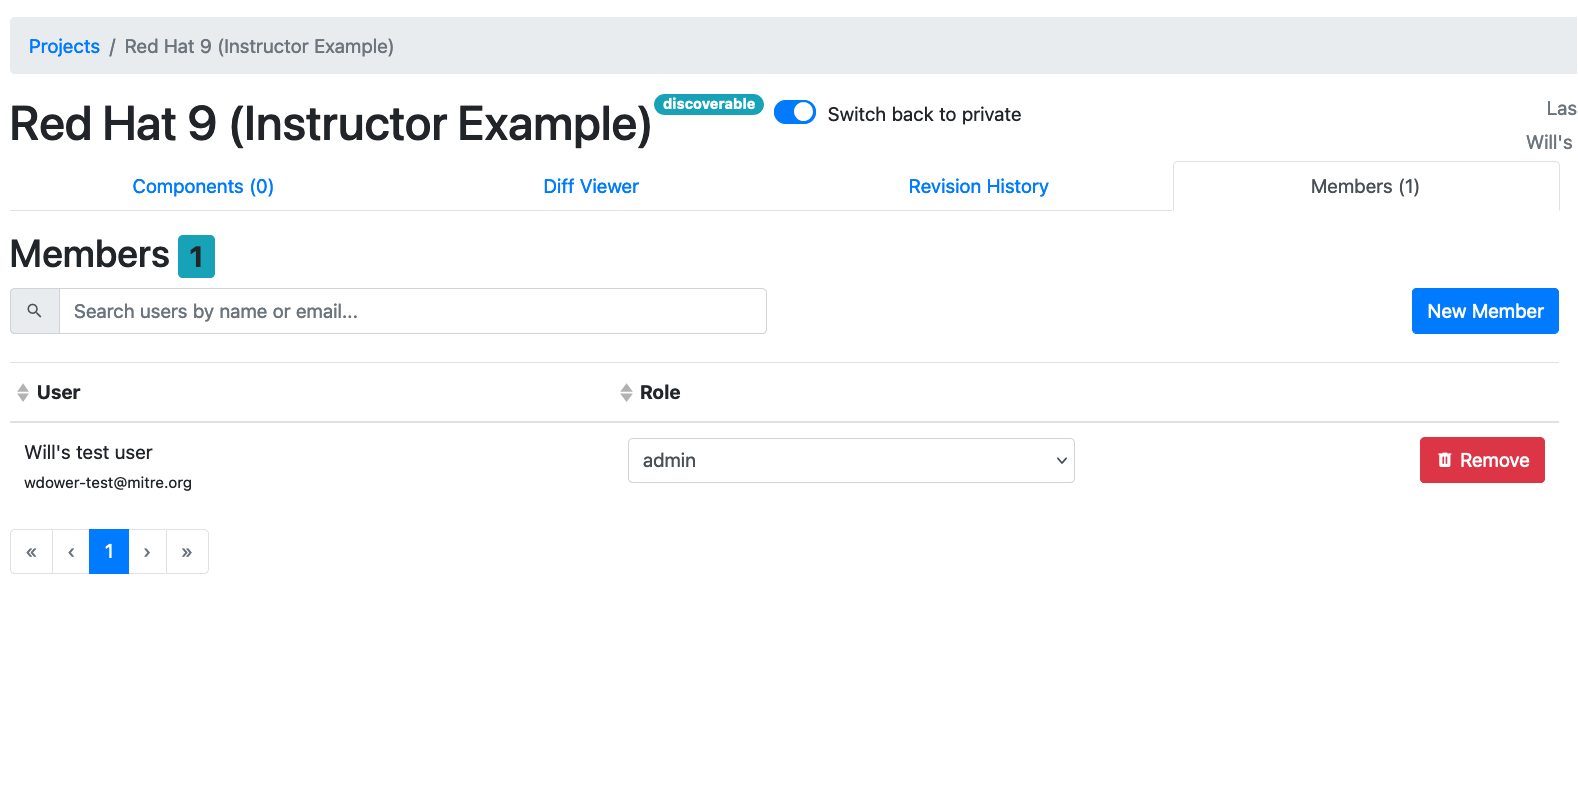 Projects / Red Hat 9 (Instructor Example)
Red Hat 9 (Instructor Example) discoverable Switch back to private
Las
Will's
Components (0) Diff Viewer Revision History Members (1)
Members 1
Search users by name or email...
New Member
User Role
Will's test user
wdower-test@mitre.org
admin
Remove
« ‹ 1 › »